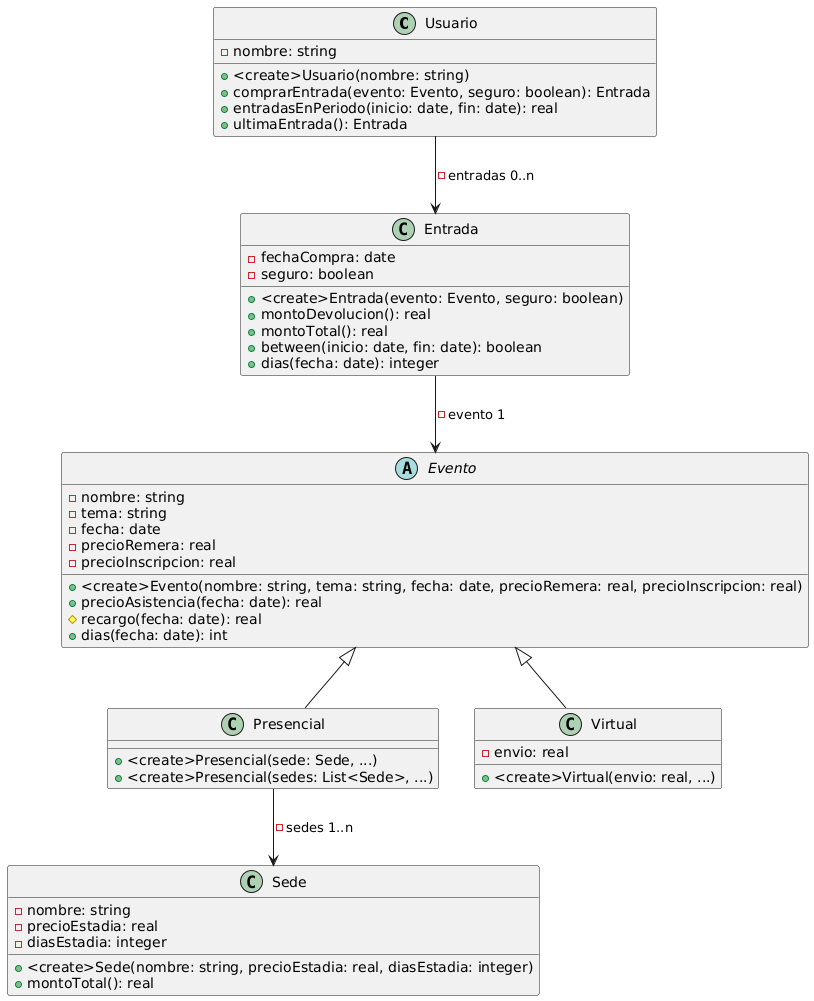 C Usuario
nombre: string
<create>Usuario(nombre: string)
comprarEntrada(evento: Evento, seguro: boolean): Entrada
entradasEnPeriodo(inicio: date, fin: date): real
ultimaEntrada(): Entrada
entradas 0..n
C Entrada
fechaCompra: date
seguro: boolean
<create>Entrada(evento: Evento, seguro: boolean)
montoDevolucion(): real
montoTotal(): real
between(inicio: date, fin: date): boolean
dias(fecha: date): integer
evento 1
A Evento
nombre: string
tema: string
fecha: date
precioRemera: real
precioInscripcion: real
<create>Evento(nombre: string, tema: string, fecha: date, precioRemera: real, precioInscripcion: real)
precioAsistencia(fecha: date): real
recargo(fecha: date): real
dias(fecha: date): int
C Presencial
<create>Presencial(sede: Sede, ...)
<create>Presencial(sedes: List<Sede>, ...)
C Virtual
envio: real
<create>Virtual(envio: real, ...)
sedes 1..n
C Sede
nombre: string
precioEstadia: real
diasEstadia: integer
<create>Sede(nombre: string, precioEstadia: real, diasEstadia: integer)
montoTotal(): real